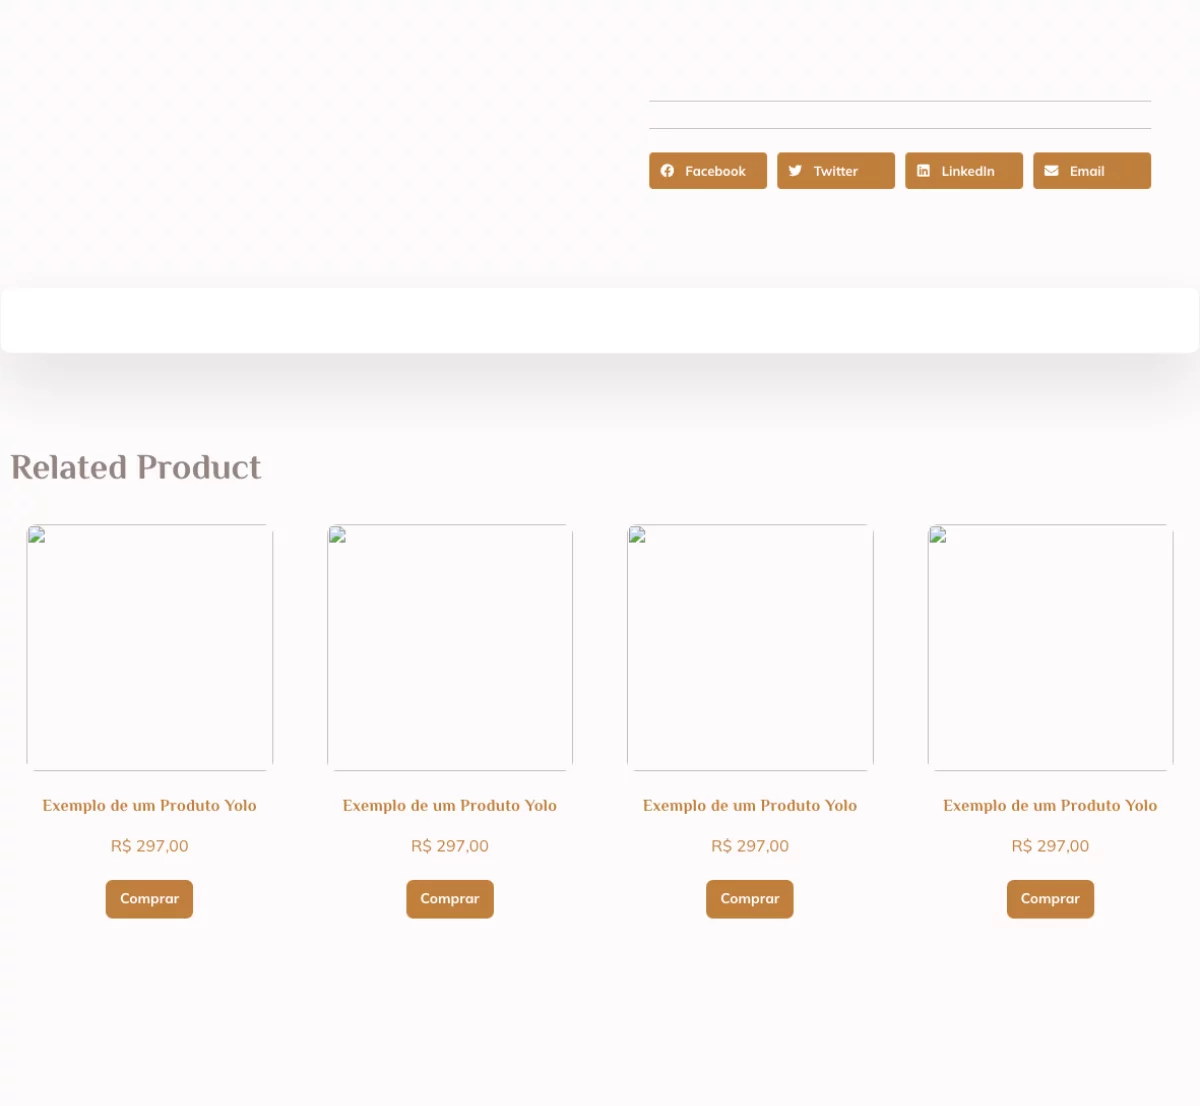 Facebook Twitter LinkedIn Email
Related Product
Exemplo de um Produto Yolo Exemplo de um Produto Yolo Exemplo de um Produto Yolo Exemplo de um Produto Yolo
R$ 297,00 R$ 297,00 R$ 297,00 R$ 297,00
Comprar Comprar Comprar Comprar